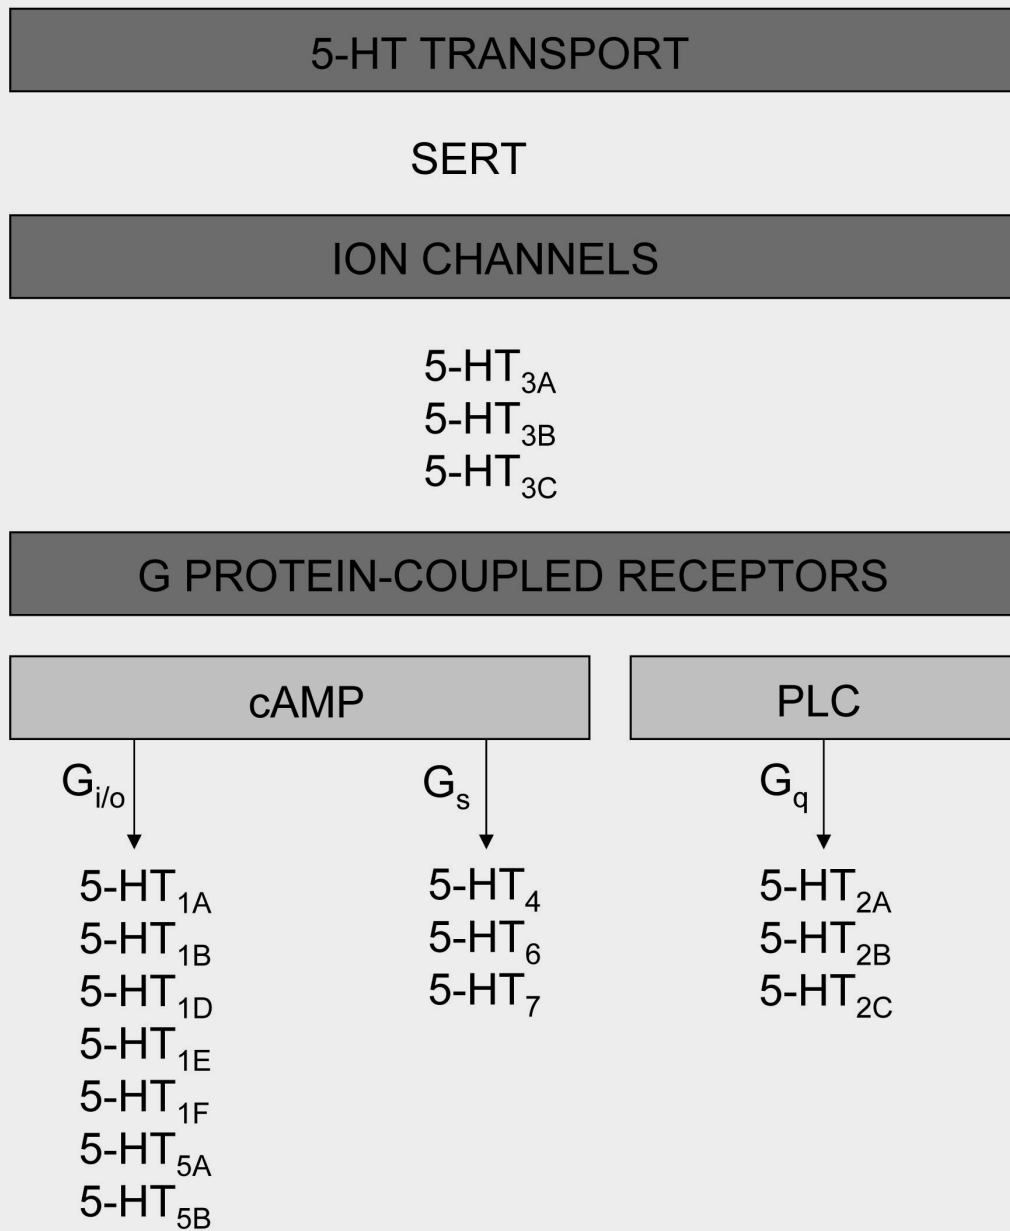 5-HT TRANSPORT
SERT
ION CHANNELS
5-HT3A
5-HT3B
5-HT3C
G PROTEIN-COUPLED RECEPTORS
cAMP
PLC
Gi/o
Gs
Gq
5-HT1A
5-HT1B
5-HT1D
5-HT1E
5-HT1F
5-HT5A
5-HT5B
5-HT4
5-HT6
5-HT7
5-HT2A
5-HT2B
5-HT2C